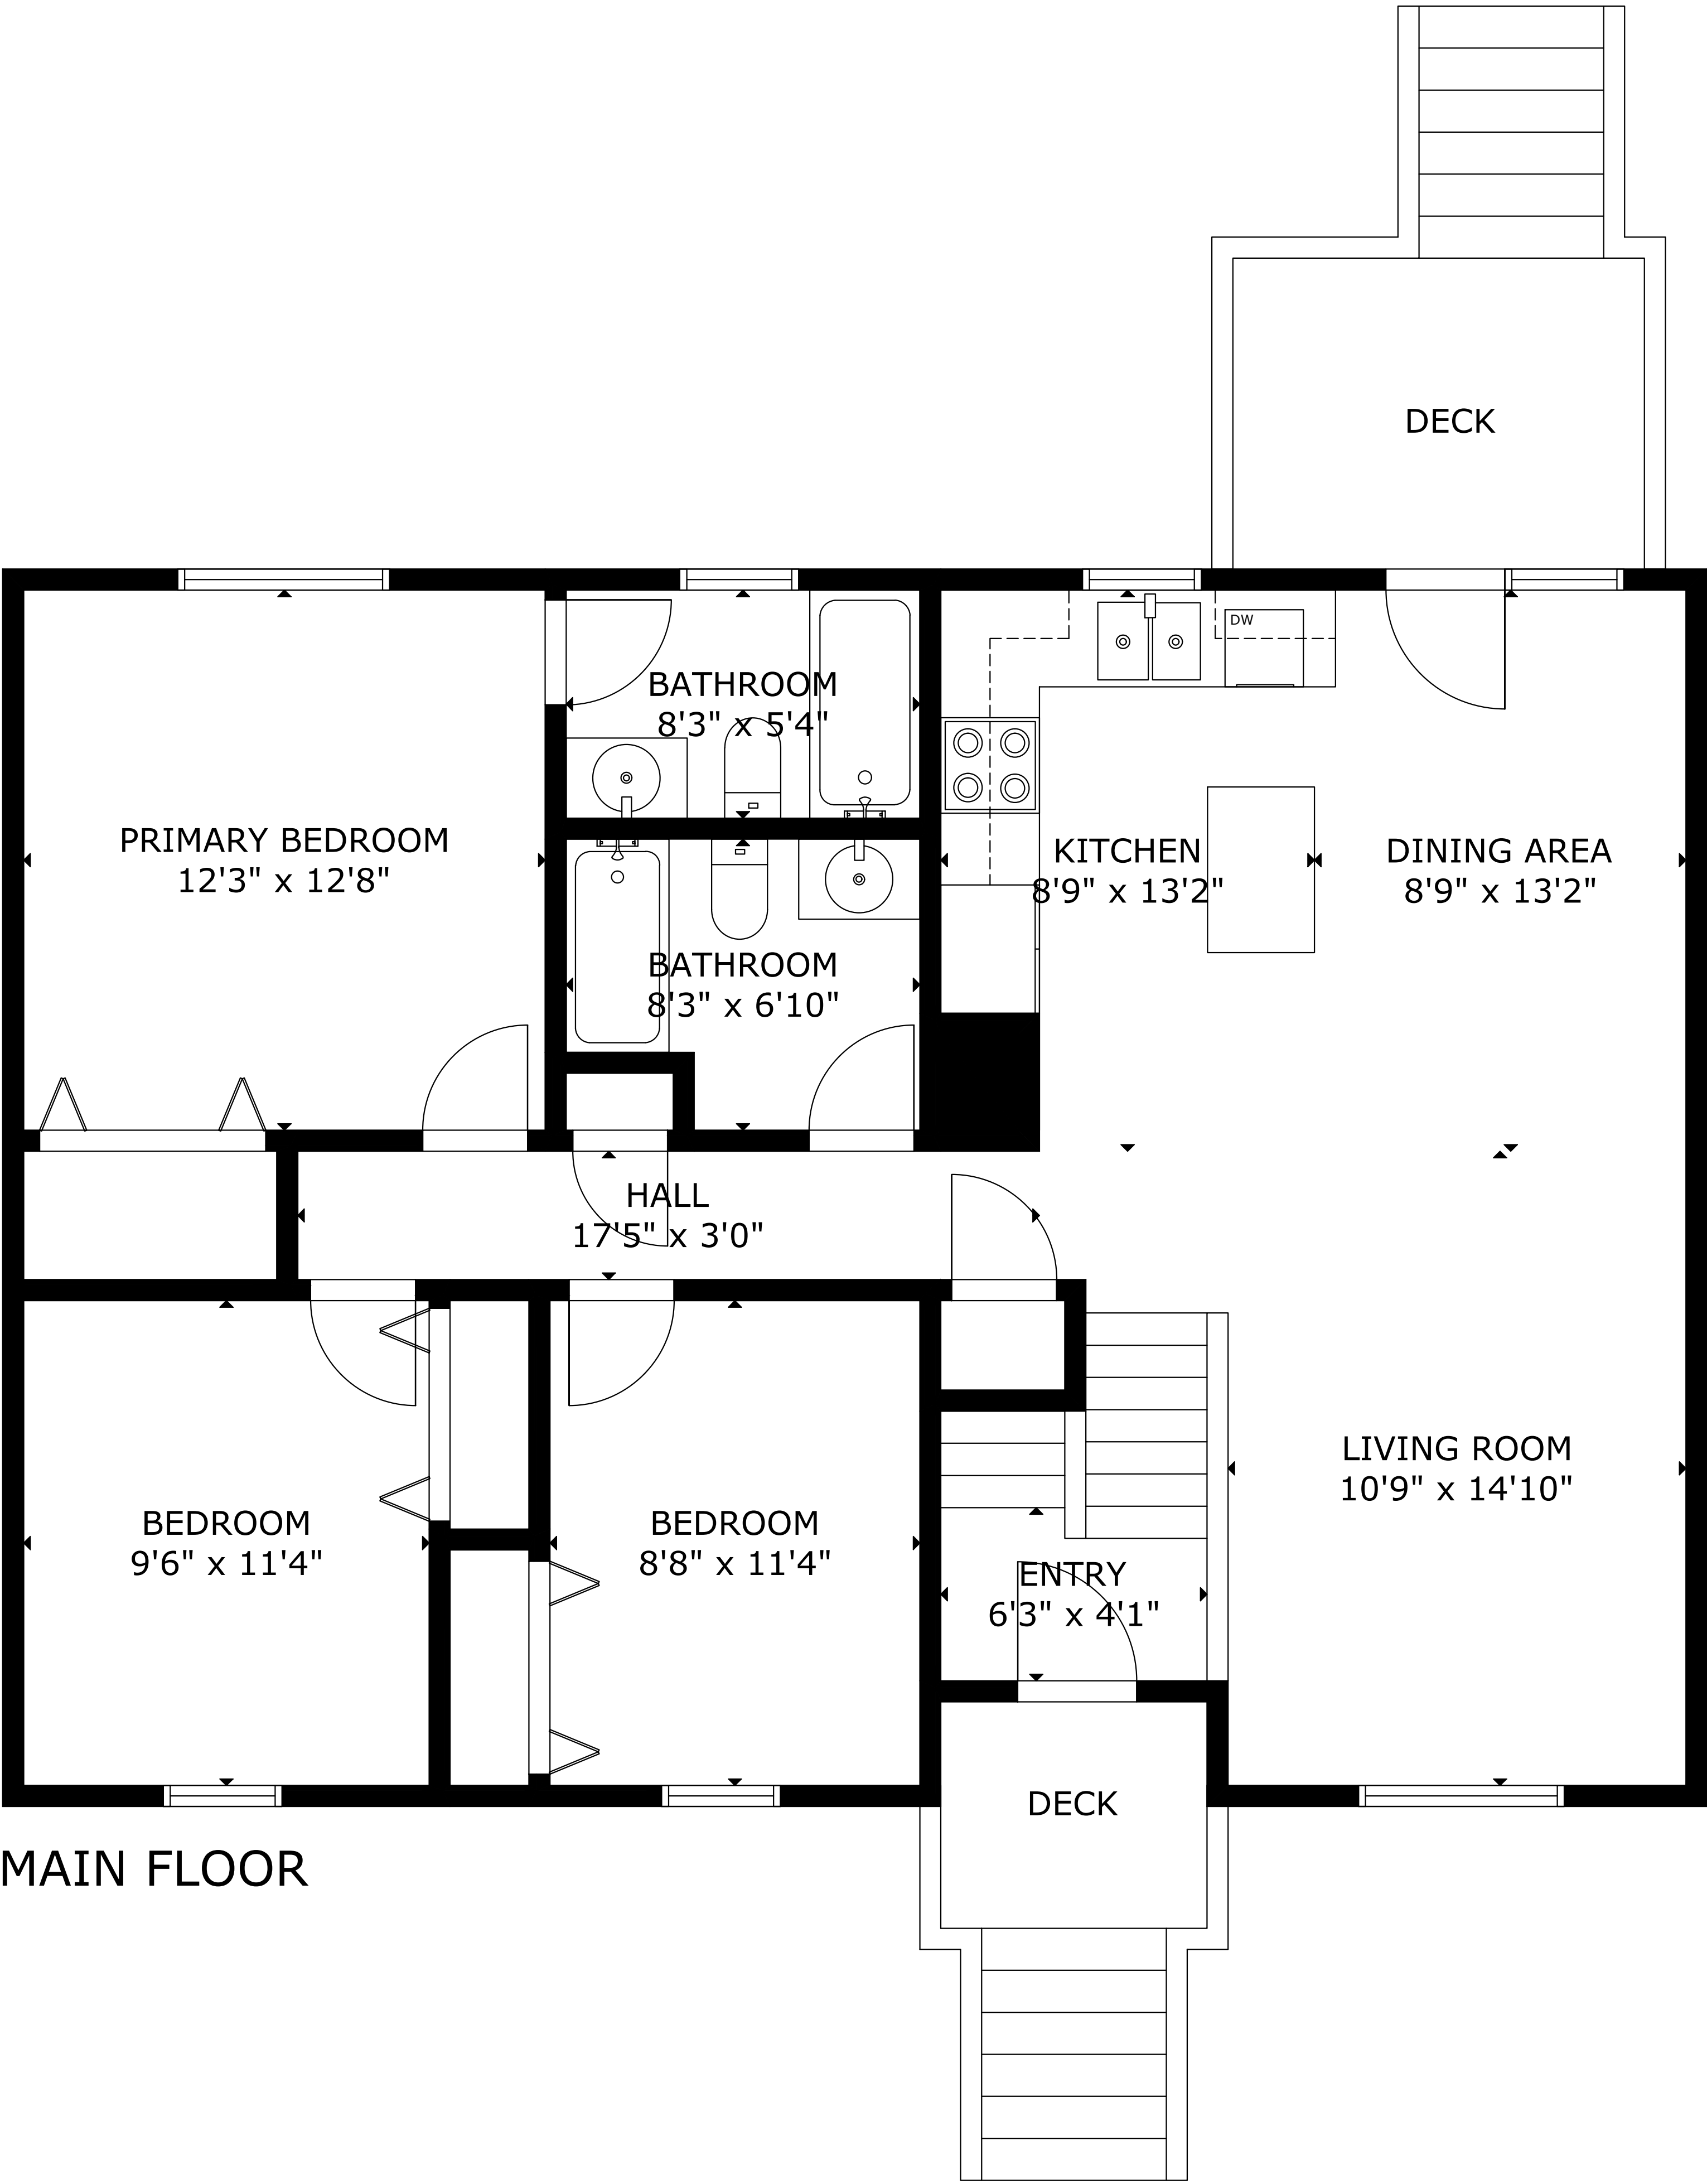 DECK
DW
BATHROOM
8'3" x 5'4"
PRIMARY BEDROOM
12'3" x 12'8"
KITCHEN
8'9" x 13'2"
DINING AREA
8'9" x 13'2"
BATHROOM
8'3" x 6'10"
HALL
17'5" x 3'0"
LIVING ROOM
10'9" x 14'10"
BEDROOM
9'6" x 11'4"
BEDROOM
8'8" x 11'4"
ENTRY
6'3" x 4'1"
DECK
MAIN FLOOR